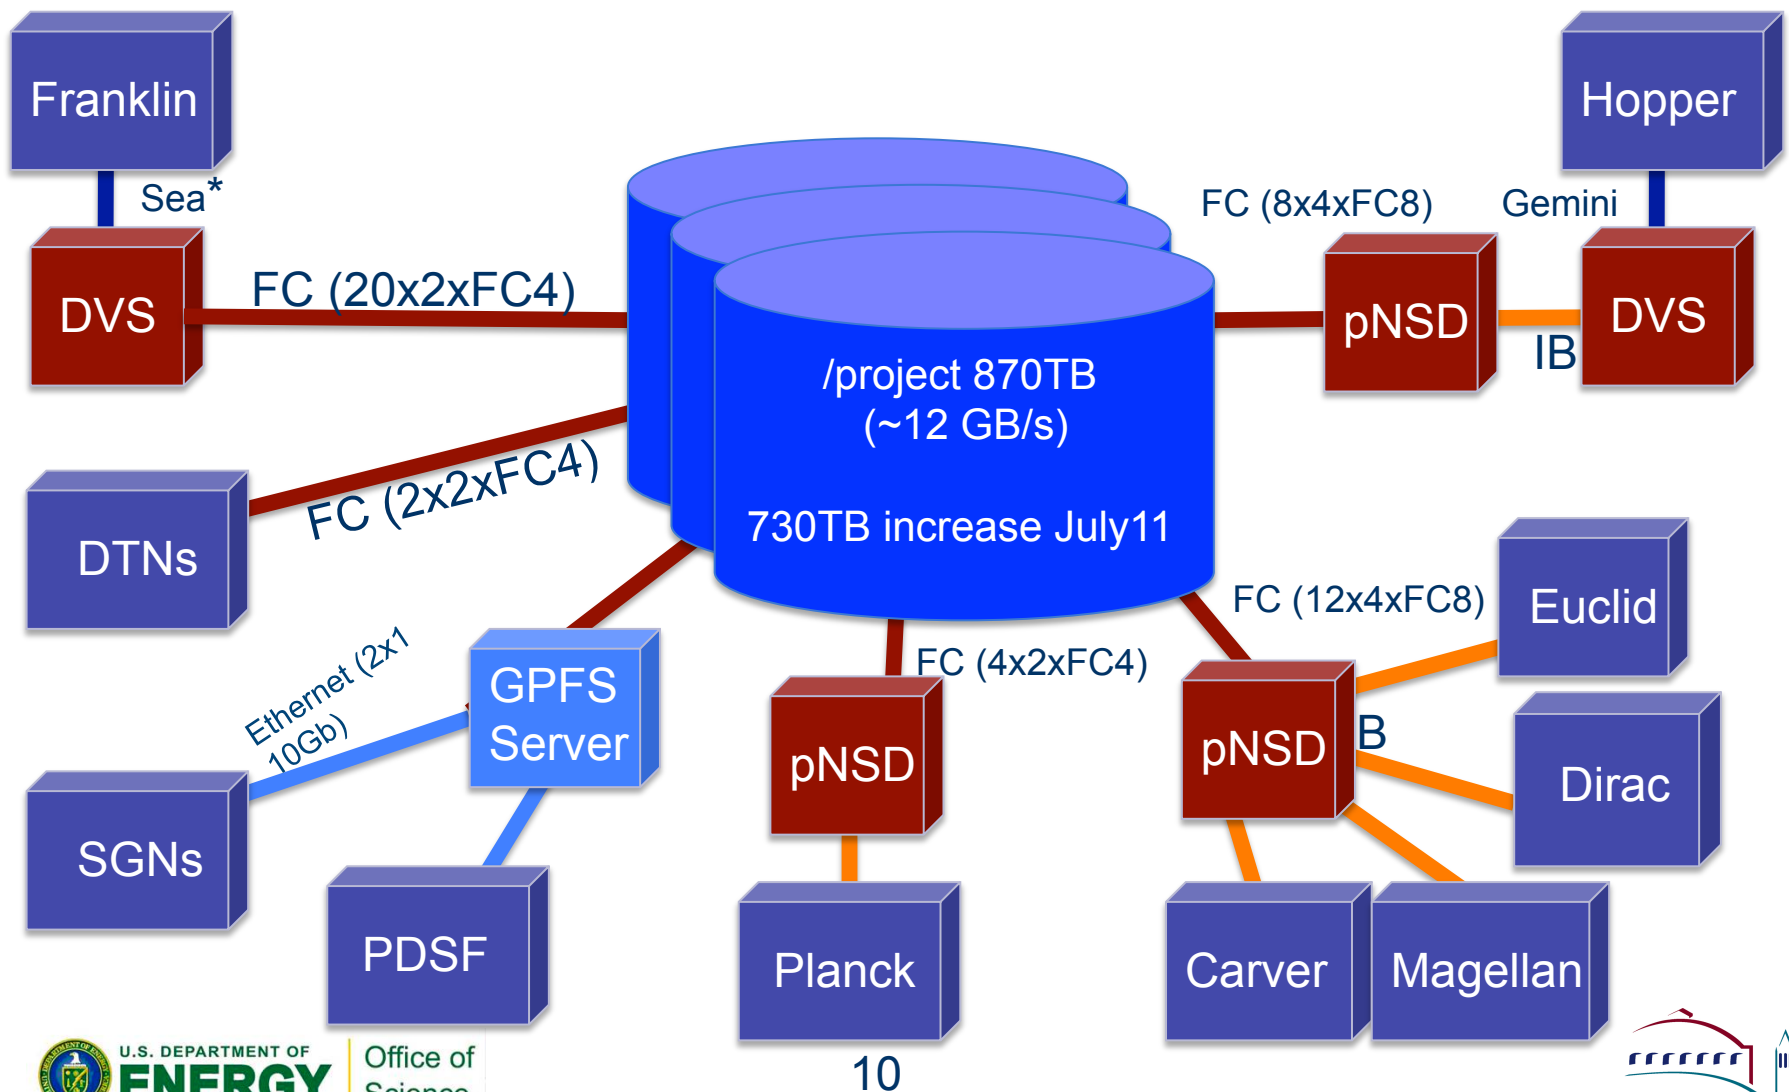 Franklin
Hopper
Sea*
FC (8x4xFC8)
Gemini
DVS
FC (20x2xFC4)
pNSD
IB
DVS
/project 870TB
(~12 GB/s)
730TB increase July11
FC (2x2xFC4)
DTNs
FC (12x4xFC8)
Euclid
Ethernet (2x1
10Gb)
GPFS
Server
FC (4x2xFC4)
pNSD
pNSD
B
Dirac
SGNs
PDSF
Planck
Carver
Magellan
U.S. DEPARTMENT OF
ENERGY
Office of
Science
10